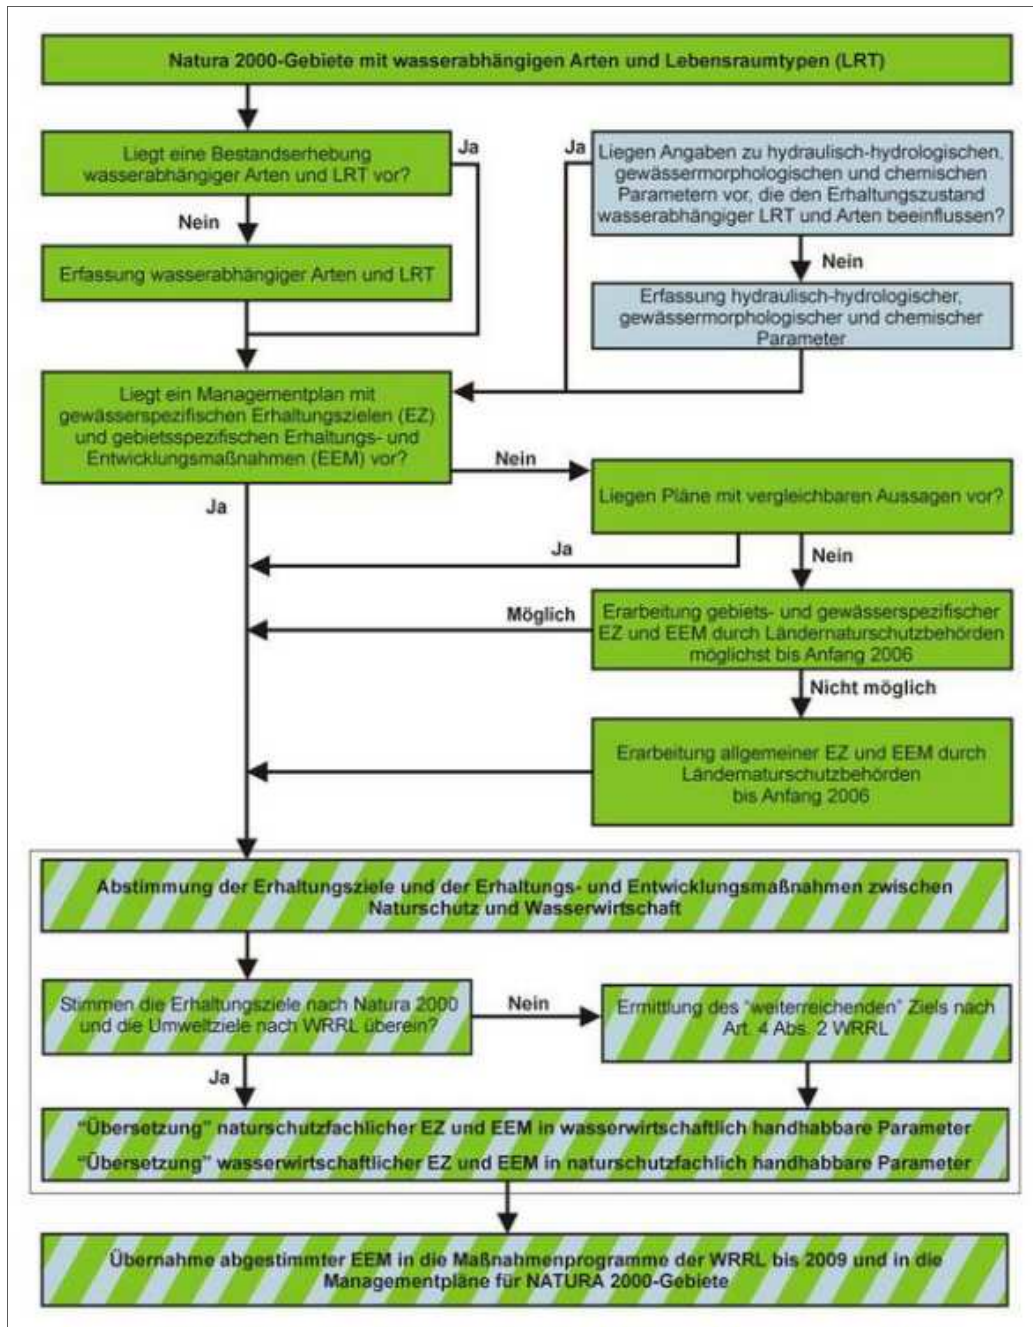 Natura 2000-Gebiete mit wasserabhängigen Arten und Lebensraumtypen (LRT)
Liegt eine Bestandserhebung
wasserabhängiger Arten und LRT vor?
Ja
Nein
Erfassung wasserabhängiger Arten und LRT
Ja
Liegen Angaben zu hydraulisch-hydrologischen,
gewässermorphologischen und chemischen
Parametern vor, die den Erhaltungszustand
wasserabhängiger LRT und Arten beeinflussen?
Nein
Erfassung hydraulisch-hydrologischer,
gewässermorphologischer und chemischer
Parameter
Liegt ein Managementplan mit
gewässerspezifischen Erhaltungszielen (EZ)
und gebietsspezifischen Erhaltungs- und
Entwicklungsmaßnahmen (EEM) vor?
Nein
Ja
Liegen Pläne mit vergleichbaren Aussagen vor?
Ja
Nein
Möglich
Erarbeitung gebiets- und gewässerspezifischer
EZ und EEM durch Ländernaturschutzbehörden
möglichst bis Anfang 2006
Nicht möglich
Erarbeitung allgemeiner EZ und EEM durch
Ländernaturschutzbehörden
bis Anfang 2006
Abstimmung der Erhaltungsziele und der Erhaltungs- und Entwicklungsmaßnahmen zwischen
Naturschutz und Wasserwirtschaft
Stimmen die Erhaltungsziele nach Natura 2000
und die Umweltziele nach WRRL überein?
Nein
Ermittlung des "weiterreichenden" Ziels nach
Art. 4 Abs. 2 WRRL
Ja
"Übersetzung" naturschutzfachlicher EZ und EEM in wasserwirtschaftlich handhabbare Parameter
"Übersetzung" wasserwirtschaftlicher EZ und EEM in naturschutzfachlich handhabbare Parameter
Übernahme abgestimmter EEM in die Maßnahmenprogramme der WRRL bis 2009 und in die
Managementpläne für NATURA 2000-Gebiete